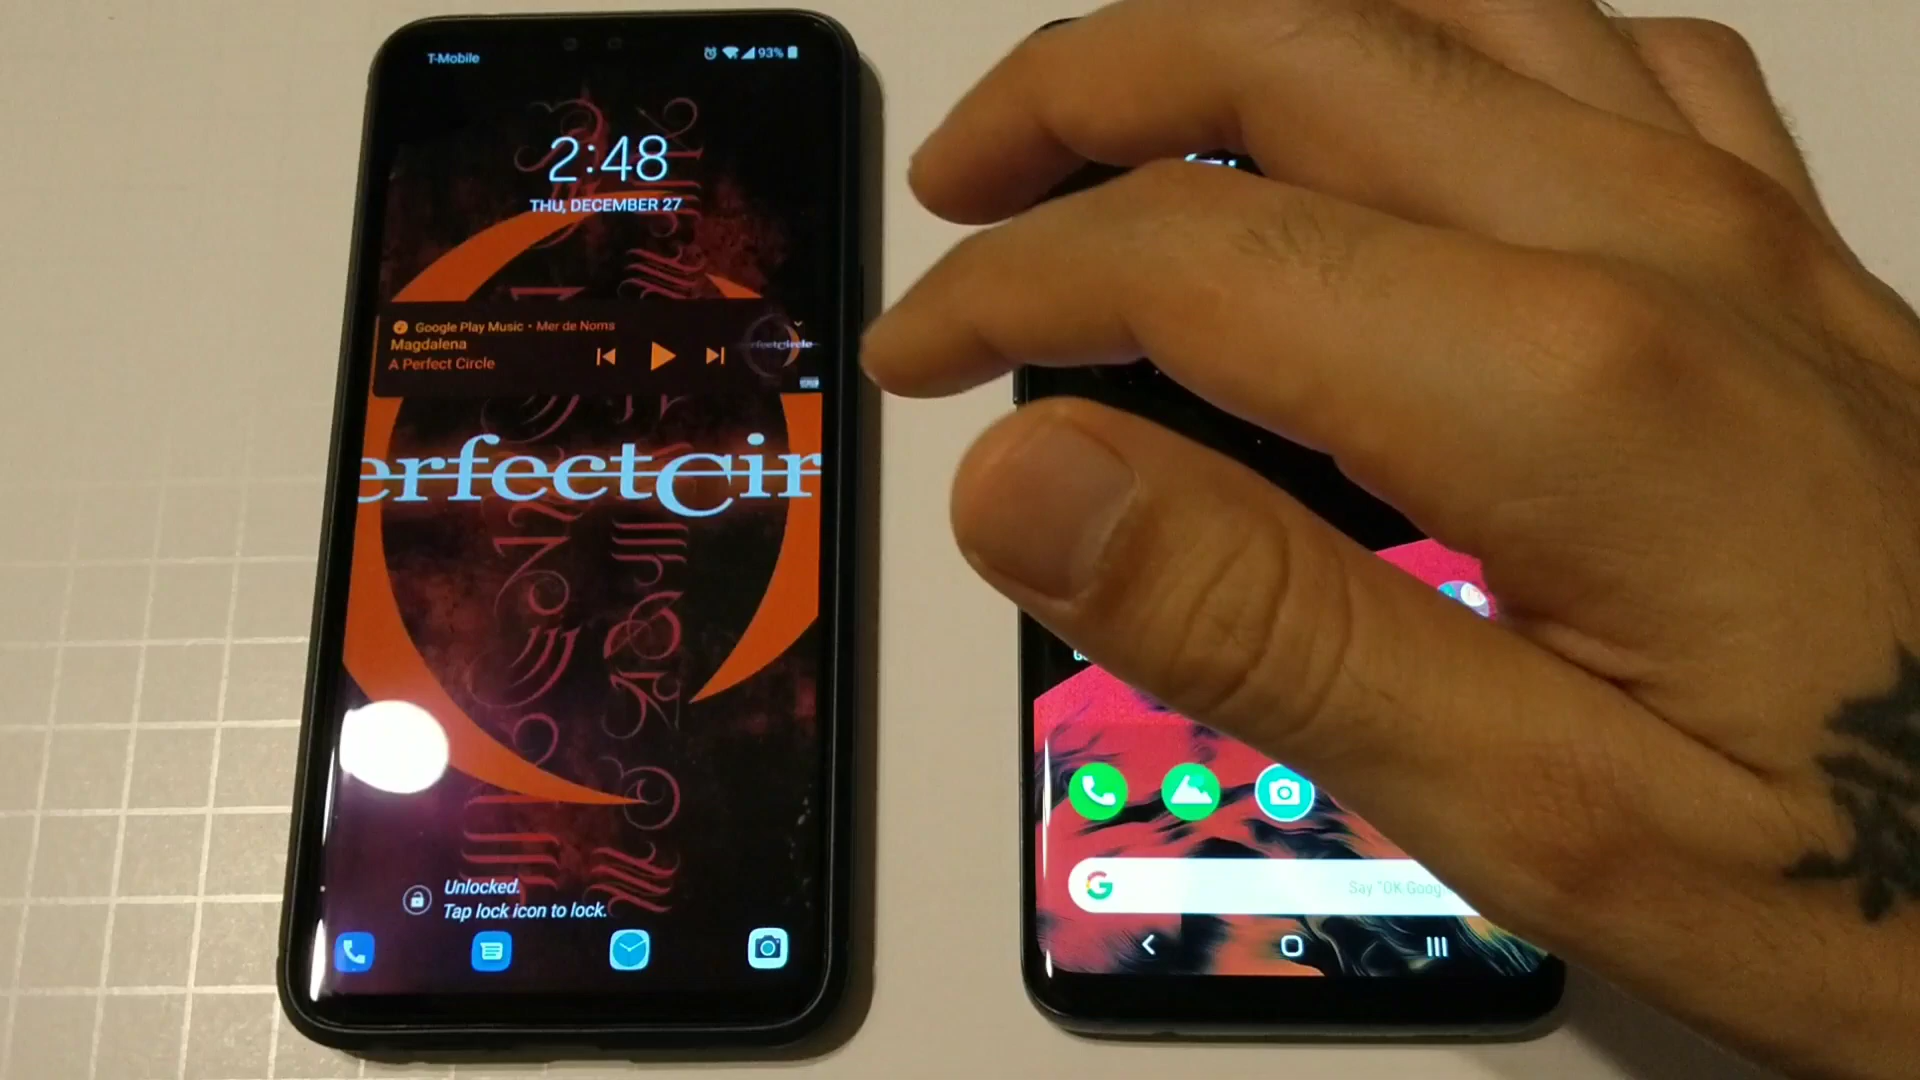 T-Mobile
93%
2:48
THU, DECEMBER 27
Google Play Music • Mer de Noms
Magdalena
A Perfect Circle
erfectCir
Unlocked.
Tap lock icon to lock.
G
Say "OK Goog